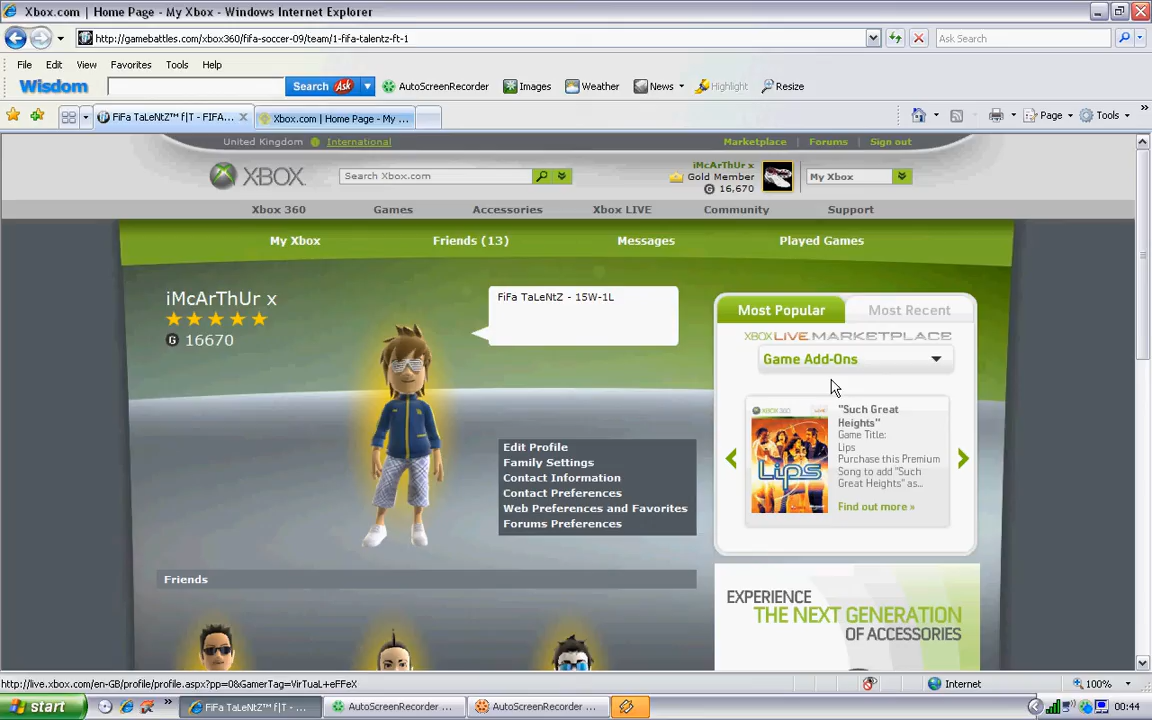 Xbox.com | Home Page - My Xbox - Windows Internet Explorer
http://gamebattles.com/xbox360/fifa-soccer-09/team/1-fifa-talentz-ft-1
Ask Search
File Edit View Favorites Tools Help
Wisdom Search Ask AutoScreenRecorder Images Weather News Highlight Resize
FiFa TaLeNtZ™ f|T - FIFA... X Xbox.com | Home Page - My ... Page Tools
United Kingdom International Marketplace Forums Sign out
XBOX Search Xbox.com
iMcArThUr x
Gold Member
G 16,670
My Xbox
Xbox 360 Games Accessories Xbox LIVE Community Support
My Xbox Friends (13) Messages Played Games
iMcArThUr x
G 16670
FiFa TaLeNtZ - 15W-1L
Edit Profile
Family Settings
Contact Information
Contact Preferences
Web Preferences and Favorites
Forums Preferences
Most Popular Most Recent
XBOX LIVE MARKETPLACE
Game Add-Ons
XBOX 360 LIVE
Lips
"Such Great
Heights"
Game Title:
Lips
Purchase this Premium
Song to add "Such
Great Heights" as...
Find out more »
Friends
EXPERIENCE
THE NEXT GENERATION
OF ACCESSORIES
http://live.xbox.com/en-GB/profile/profile.aspx?pp=0&GamerTag=VirTuaL+eFFeX Internet 100%
start FiFa TaLeNtZ™ f|T - ... AutoScreenRecorder ... AutoScreenRecorder ... 00:44